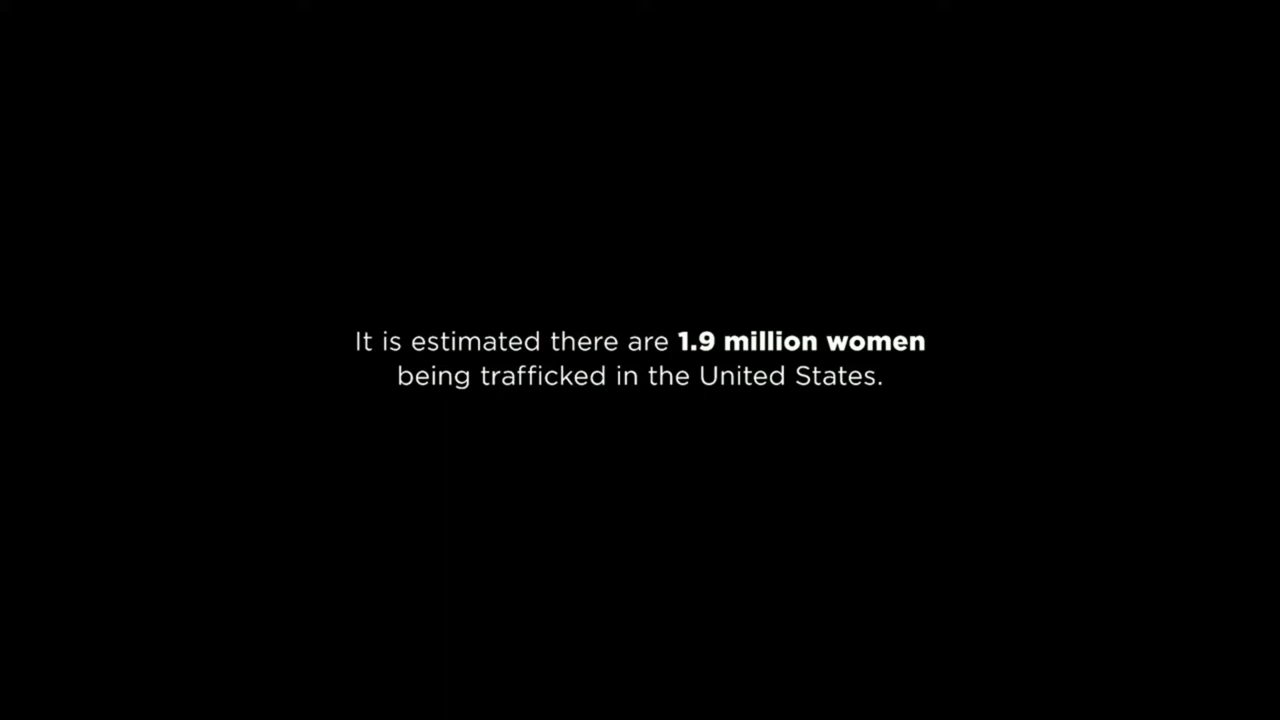 It is estimated there are 1.9 million women
being trafficked in the United States.